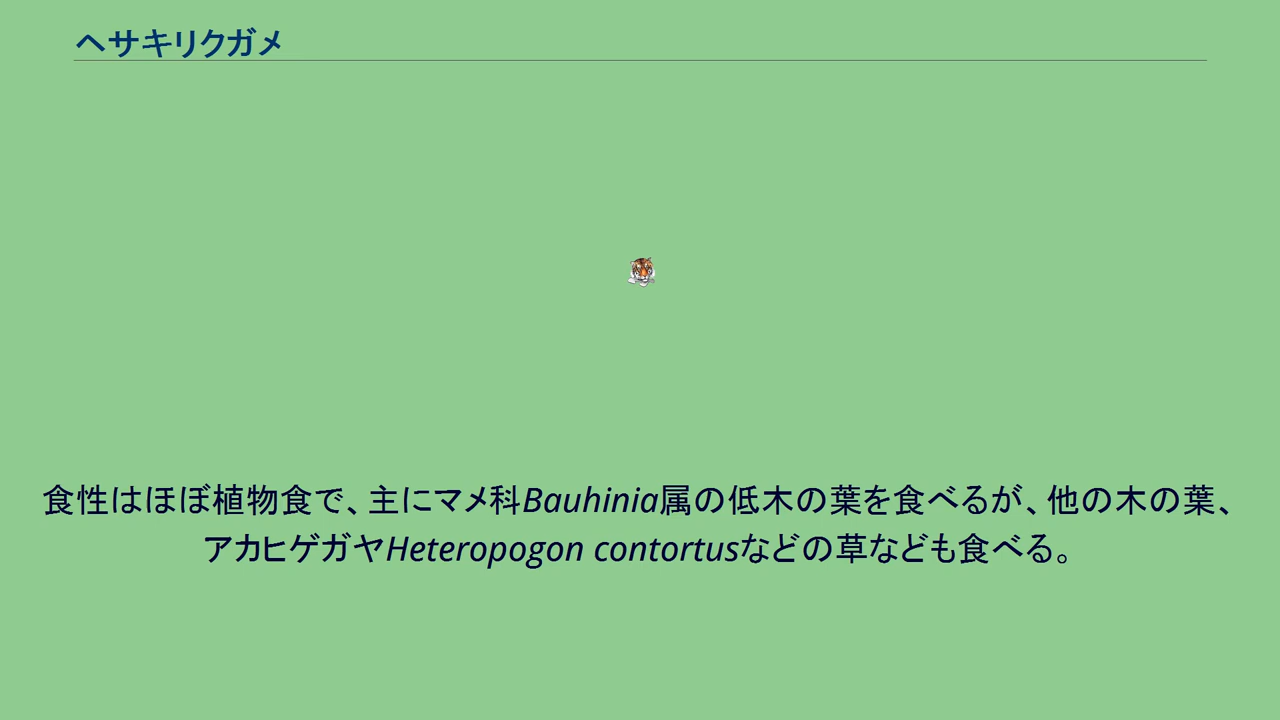 ヘサキリクガメ
食性はほぼ植物食で、主にマメ科Bauhinia属の低木の葉を食べるが、他の木の葉、
アカヒゲガヤHeteropogon contortusなどの草なども食べる。